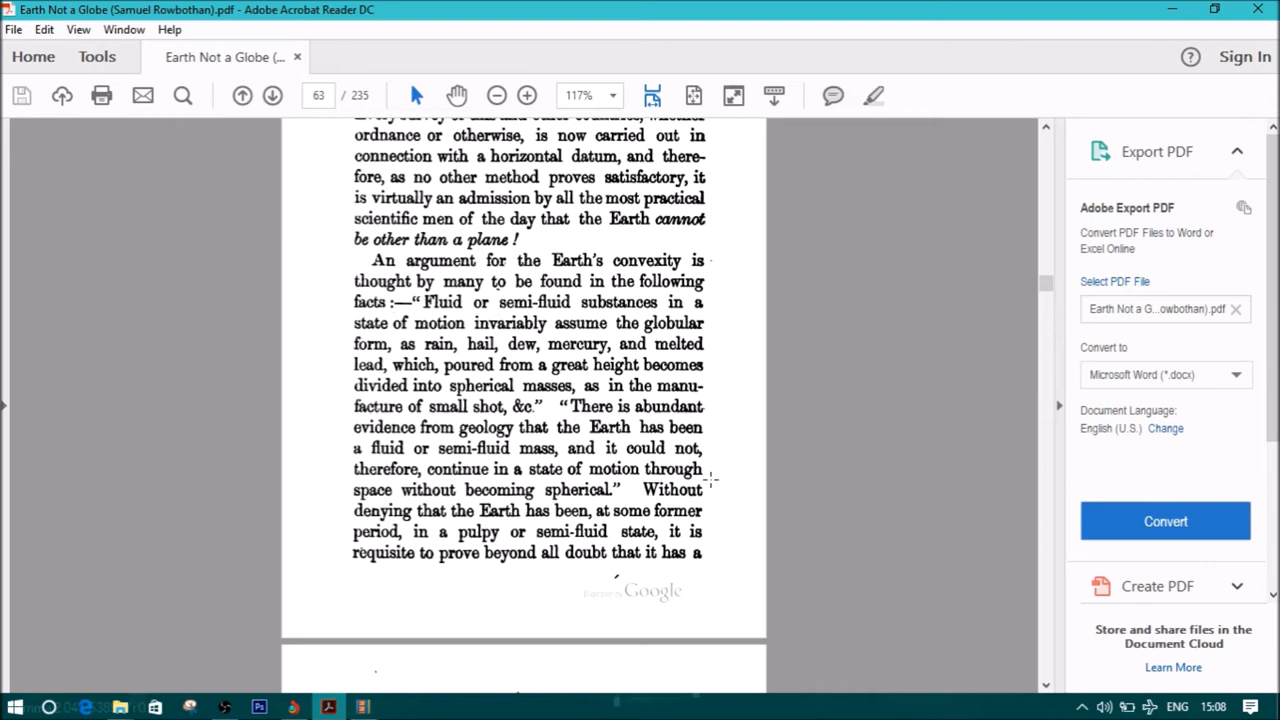 Earth Not a Globe (Samuel Rowbothan).pdf - Adobe Acrobat Reader DC
File Edit View Window Help
Home Tools Earth Not a Globe (... ×
Sign In
63 / 235 117%
ordnance or otherwise, is now carried out in
connection with a horizontal datum, and there-
fore, as no other method proves satisfactory, it
is virtually an admission by all the most practical
scientific men of the day that the Earth cannot
be other than a plane!
An argument for the Earth's convexity is
thought by many to be found in the following
facts :—"Fluid or semi-fluid substances in a
state of motion invariably assume the globular
form, as rain, hail, dew, mercury, and melted
lead, which, poured from a great height becomes
divided into spherical masses, as in the manu-
facture of small shot, &c." "There is abundant
evidence from geology that the Earth has been
a fluid or semi-fluid mass, and it could not,
therefore, continue in a state of motion through
space without becoming spherical." Without
denying that the Earth has been, at some former
period, in a pulpy or semi-fluid state, it is
requisite to prove beyond all doubt that it has a
Digitized by Google
Export PDF
Adobe Export PDF
Convert PDF Files to Word or
Excel Online
Select PDF File
Earth Not a G...owbothan).pdf
Convert to
Microsoft Word (*.docx)
Document Language:
English (U.S.) Change
Convert
Create PDF
Store and share files in the
Document Cloud
Learn More
ENG 15:08